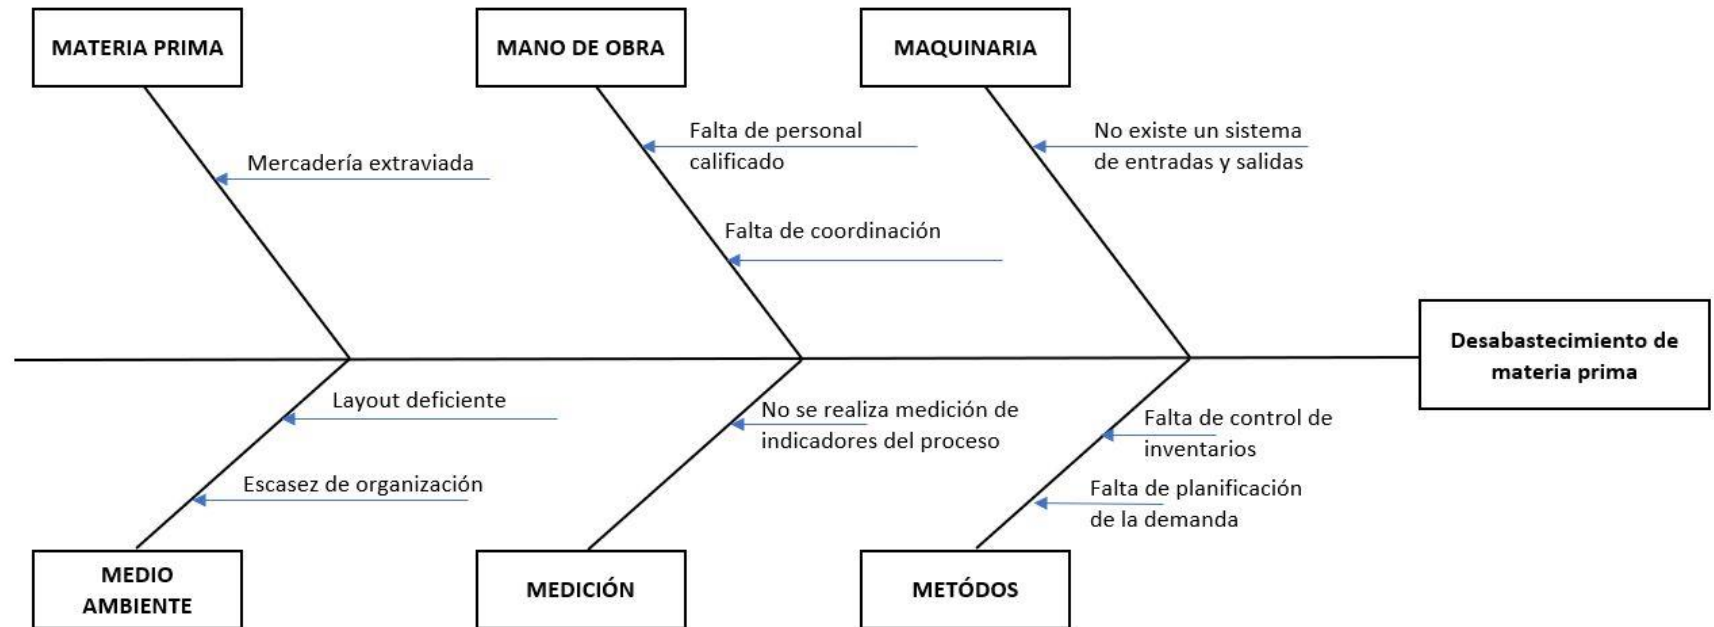 MATERIA PRIMA
MANO DE OBRA
MAQUINARIA
Mercadería extraviada
Falta de personal
calificado
Falta de coordinación
No existe un sistema
de entradas y salidas
Desabastecimiento de
materia prima
Layout deficiente
Escasez de organización
No se realiza medición de
indicadores del proceso
Falta de control de
inventarios
Falta de planificación
de la demanda
MEDIO
AMBIENTE
MEDICIÓN
METÓDOS